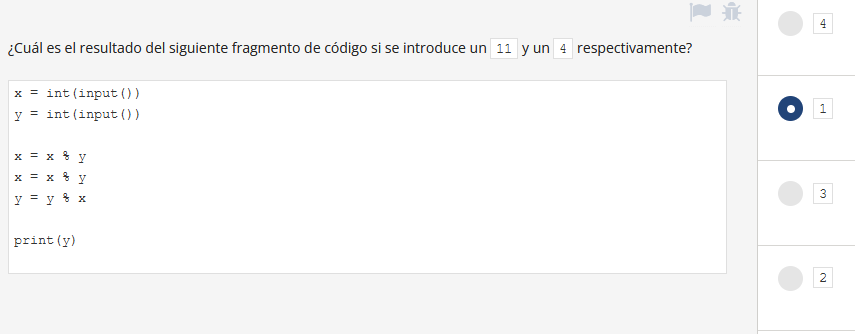 ¿Cuál es el resultado del siguiente fragmento de código si se introduce un 11 y un 4 respectivamente?
x = int(input())
y = int(input())
x = x % y
x = x % y
y = y % x
print(y)
4
1
3
2